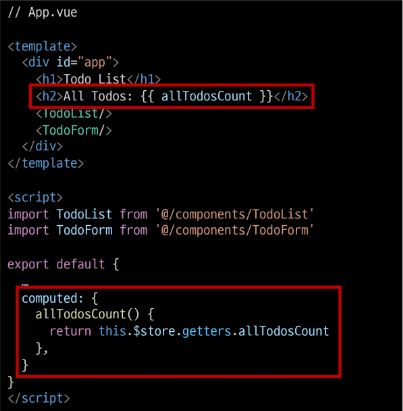 // App.vue
<template>
<div id="app">
<h1>Todo List</h1>
<h2>All Todos: {{ allTodosCount }}</h2>
<TodoList/>
<TodoForm/>
</div>
</template>
<script>
import TodoList from '@/components/TodoList'
import TodoForm from '@/components/TodoForm'
export default {
…
computed: {
allTodosCount() {
return this.$store.getters.allTodosCount
},
}
}
</script>